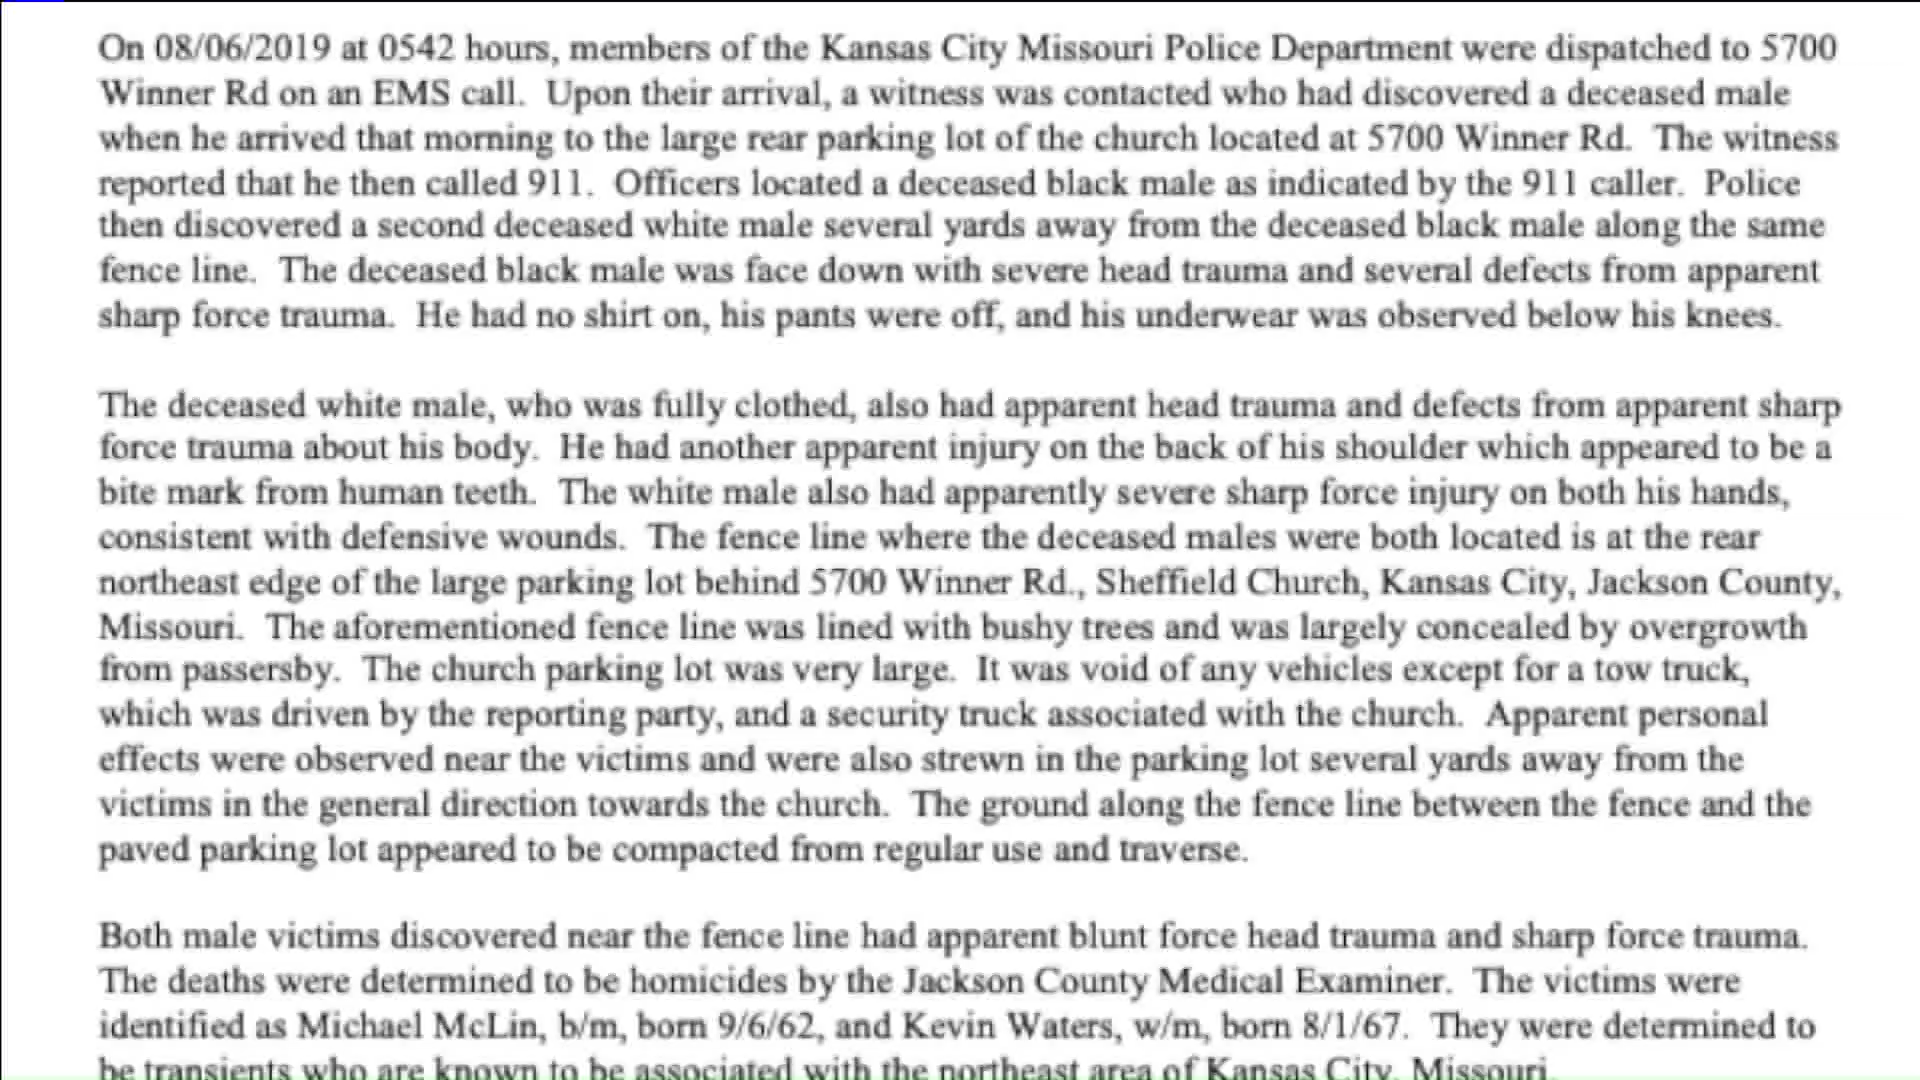 On 08/06/2019 at 0542 hours, members of the Kansas City Missouri Police Department were dispatched to 5700
Winner Rd on an EMS call.  Upon their arrival, a witness was contacted who had discovered a deceased male
when he arrived that morning to the large rear parking lot of the church located at 5700 Winner Rd.  The witness
reported that he then called 911.  Officers located a deceased black male as indicated by the 911 caller.  Police
then discovered a second deceased white male several yards away from the deceased black male along the same
fence line.  The deceased black male was face down with severe head trauma and several defects from apparent
sharp force trauma.  He had no shirt on, his pants were off, and his underwear was observed below his knees.
The deceased white male, who was fully clothed, also had apparent head trauma and defects from apparent sharp
force trauma about his body.  He had another apparent injury on the back of his shoulder which appeared to be a
bite mark from human teeth.  The white male also had apparently severe sharp force injury on both his hands,
consistent with defensive wounds.  The fence line where the deceased males were both located is at the rear
northeast edge of the large parking lot behind 5700 Winner Rd., Sheffield Church, Kansas City, Jackson County,
Missouri.  The aforementioned fence line was lined with bushy trees and was largely concealed by overgrowth
from passersby.  The church parking lot was very large.  It was void of any vehicles except for a tow truck,
which was driven by the reporting party, and a security truck associated with the church.  Apparent personal
effects were observed near the victims and were also strewn in the parking lot several yards away from the
victims in the general direction towards the church.  The ground along the fence line between the fence and the
paved parking lot appeared to be compacted from regular use and traverse.
Both male victims discovered near the fence line had apparent blunt force head trauma and sharp force trauma.
The deaths were determined to be homicides by the Jackson County Medical Examiner.  The victims were
identified as Michael McLin, b/m, born 9/6/62, and Kevin Waters, w/m, born 8/1/67.  They were determined to
be transients who are known to be associated with the northeast area of Kansas City, Missouri.